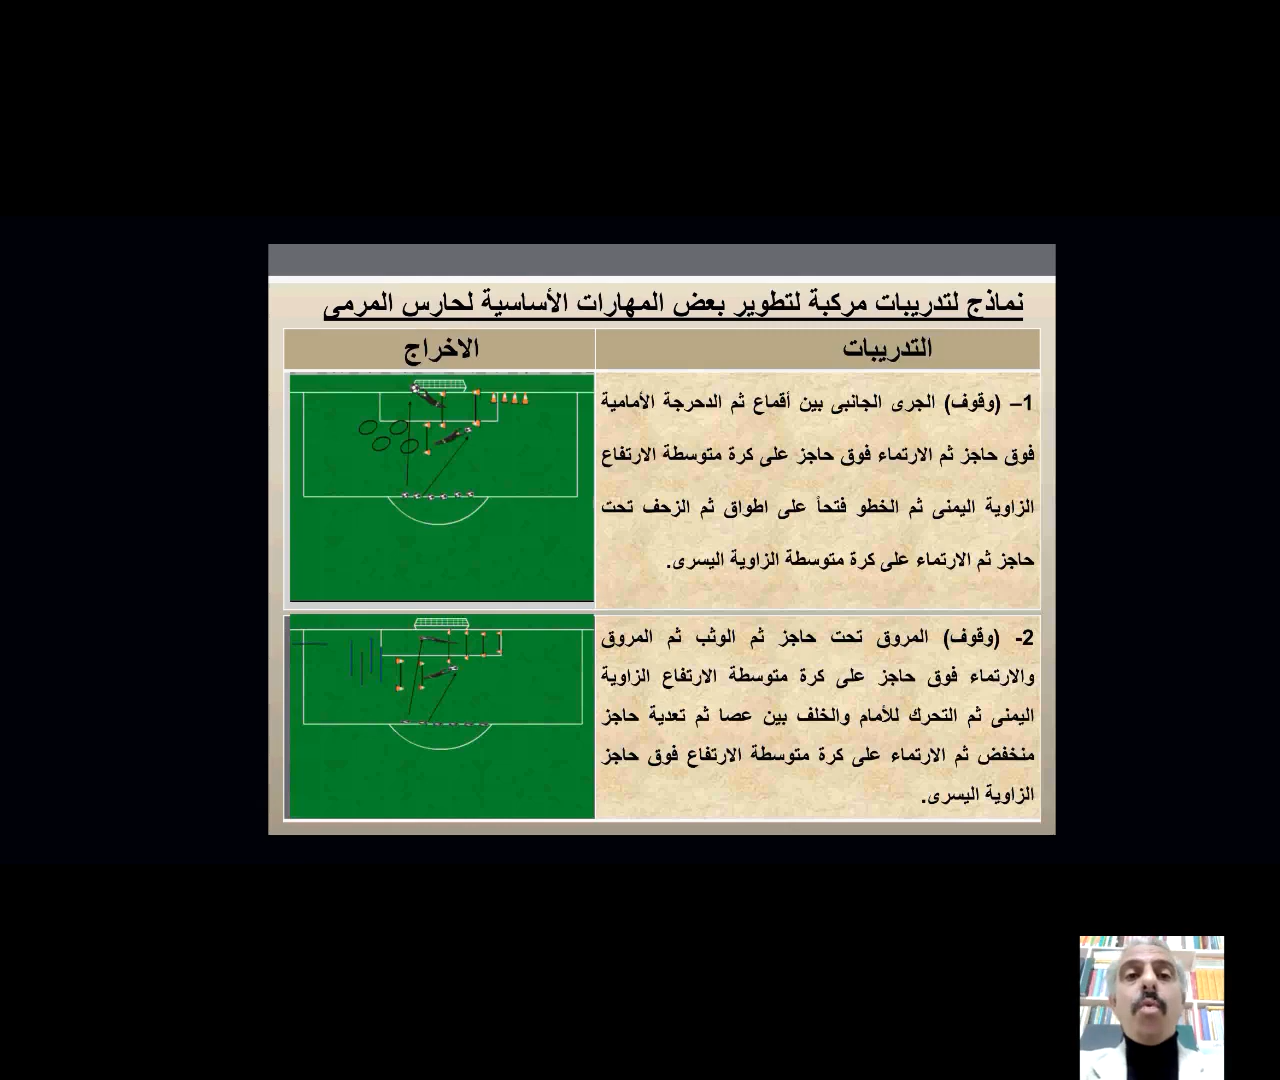 نماذج لتدريبات مركبة لتطوير بعض المهارات الأساسية لحارس المرمى
التدريبات
الاخراج
1– (وقوف) الجرى الجانبى بين أقماع ثم الدحرجة الأمامية
فوق حاجز ثم الارتماء فوق حاجز على كرة متوسطة الارتفاع
الزاوية اليمنى ثم الخطو فتحاً على اطواق ثم الزحف تحت
حاجز ثم الارتماء على كرة متوسطة الزاوية اليسرى.
2- (وقوف) المروق تحت حاجز ثم الوثب ثم المروق
والارتماء فوق حاجز على كرة متوسطة الارتفاع الزاوية
اليمنى ثم التحرك للأمام والخلف بين عصا ثم تعدية حاجز
منخفض ثم الارتماء على كرة متوسطة الارتفاع فوق حاجز
الزاوية اليسرى.